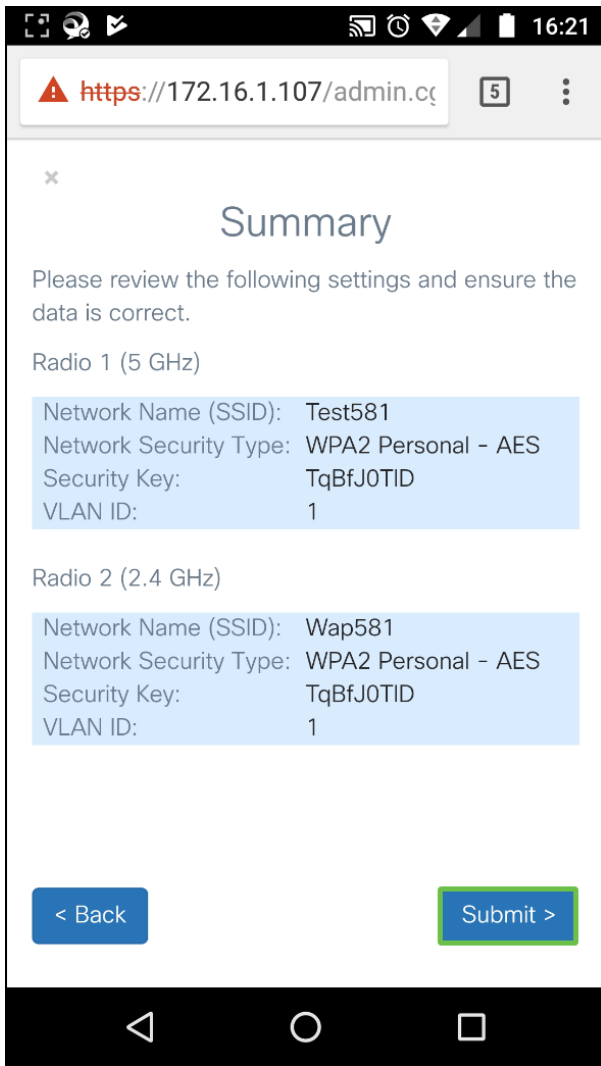 16:21
https://172.16.1.107/admin.cg
5
×
Summary
Please review the following settings and ensure the
data is correct.
Radio 1 (5 GHz)
Network Name (SSID): Test581
Network Security Type: WPA2 Personal - AES
Security Key: TqBfJ0TlD
VLAN ID: 1
Radio 2 (2.4 GHz)
Network Name (SSID): Wap581
Network Security Type: WPA2 Personal - AES
Security Key: TqBfJ0TlD
VLAN ID: 1
< Back
Submit >